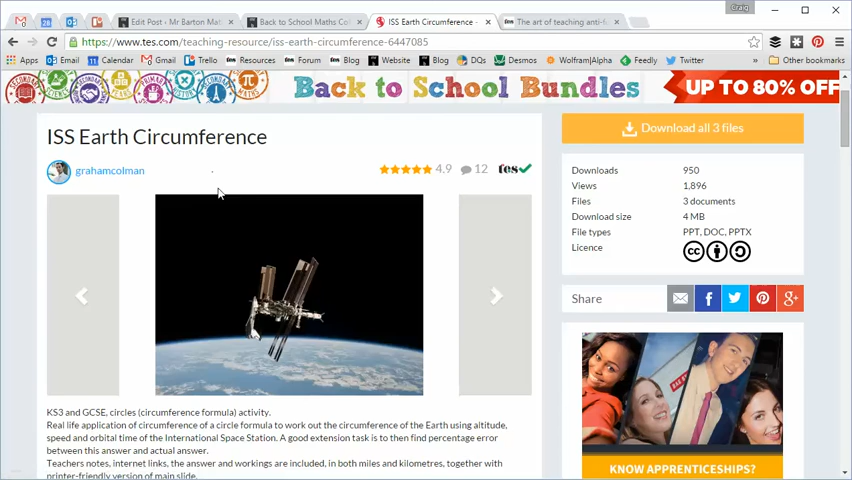 Craig
Edit Post ‹ Mr Barton Mat
Back to School Maths Col
ISS Earth Circumference -
The art of teaching anti-f
https://www.tes.com/teaching-resource/iss-earth-circumference-6447085
Apps Email Calendar Gmail Trello Resources Forum Blog Website Blog DQs Desmos Wolfram|Alpha Feedly Twitter » Other bookmarks
Back to School Bundles UP TO 80% OFF
ISS Earth Circumference
grahamcolman
4.9 12 tes
KS3 and GCSE, circles (circumference formula) activity.
Real life application of circumference of a circle formula to work out the circumference of the Earth using altitude,
speed and orbital time of the International Space Station. A good extension task is to then find percentage error
between this answer and actual answer.
Teachers notes, internet links, the answer and workings are included, in both miles and kilometres, together with
printer-friendly version of main slide.
Download all 3 files
Downloads 950
Views 1,896
Files 3 documents
Download size 4 MB
File types PPT, DOC, PPTX
Licence cc
Share
KNOW APPRENTICESHIPS?